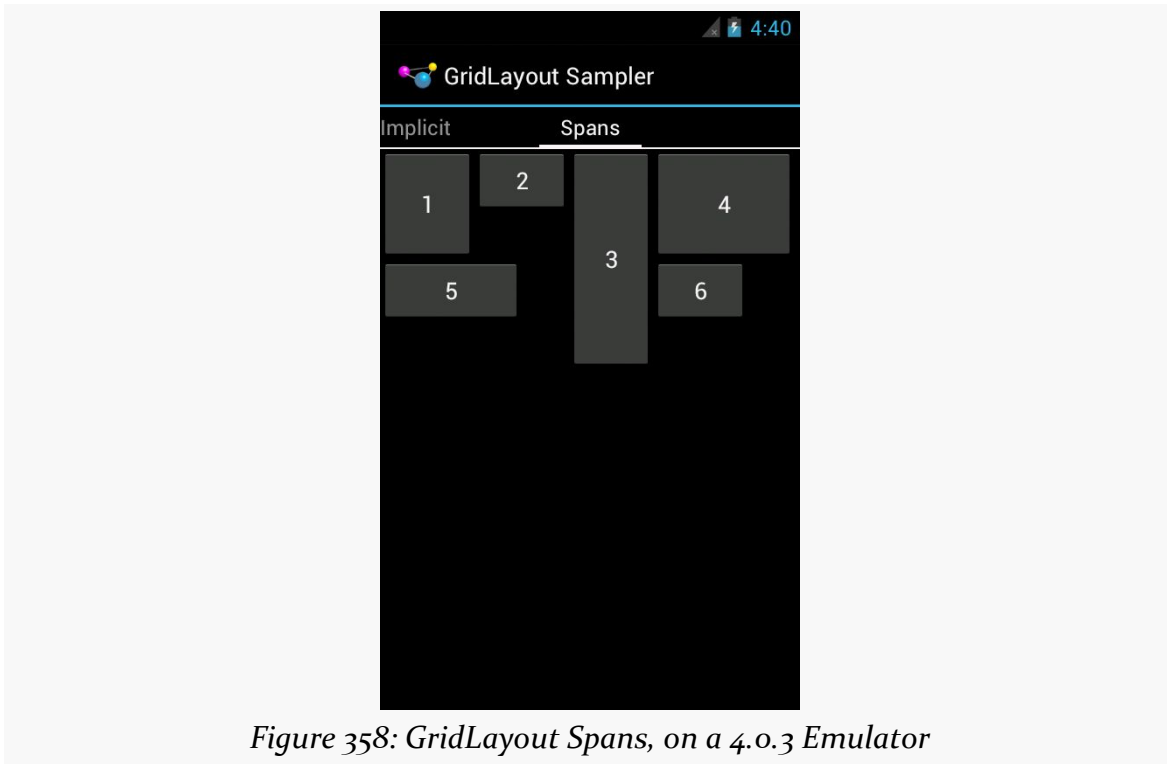 4:40
GridLayout Sampler
Implicit Spans
1 2 3 4
5 6
Figure 358: GridLayout Spans, on a 4.0.3 Emulator